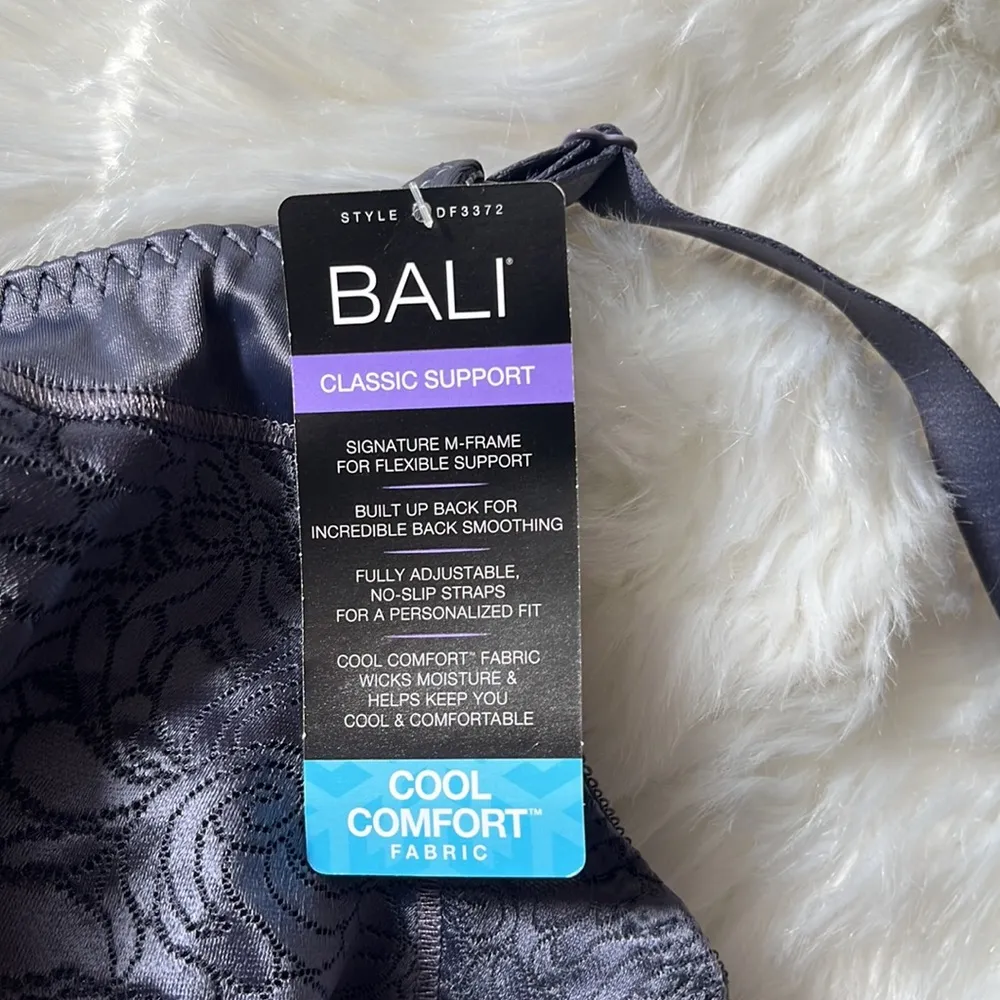 STYLE DF3372
BALI®
CLASSIC SUPPORT
SIGNATURE M-FRAME
FOR FLEXIBLE SUPPORT
BUILT UP BACK FOR
INCREDIBLE BACK SMOOTHING
FULLY ADJUSTABLE,
NO-SLIP STRAPS
FOR A PERSONALIZED FIT
COOL COMFORT™ FABRIC
WICKS MOISTURE &
HELPS KEEP YOU
COOL & COMFORTABLE
COOL
COMFORT™
FABRIC